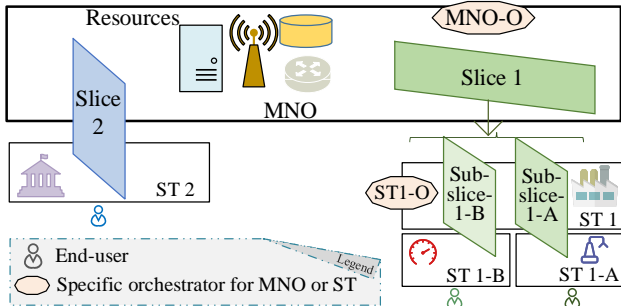 Resources
MNO-O
Slice 1
MNO
Slice
2
ST 2
ST1-O
Sub-
slice-
1-B
Sub-
slice-
1-A
ST 1
ST 1-B
ST 1-A
End-user
Legend
Specific orchestrator for MNO or ST